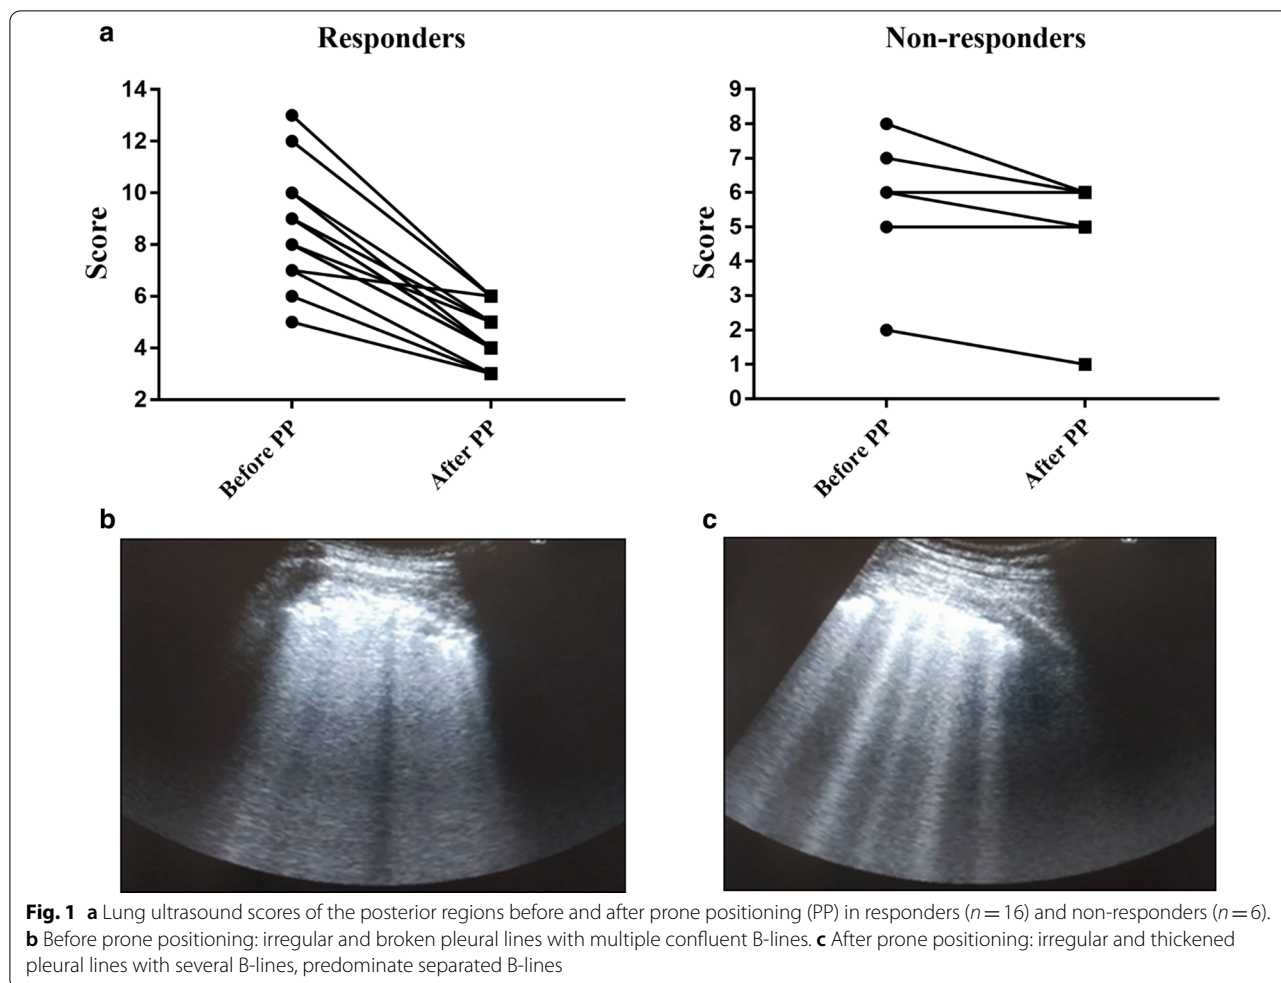 a
Responders
Non-responders
14
12
10
8
6
4
2
Score
Before PP
After PP
9
8
7
6
5
4
3
2
1
0
Score
Before PP
After PP
b
c
Fig. 1 a Lung ultrasound scores of the posterior regions before and after prone positioning (PP) in responders (n = 16) and non-responders (n = 6).
b Before prone positioning: irregular and broken pleural lines with multiple confluent B-lines. c After prone positioning: irregular and thickened
pleural lines with several B-lines, predominate separated B-lines